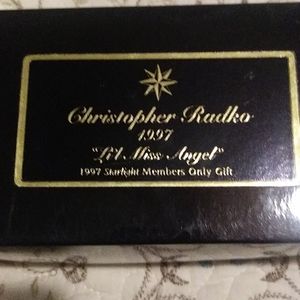 Christopher Radko
1997
"Li'l Miss Angel"
1997 Starlight Members Only Gift